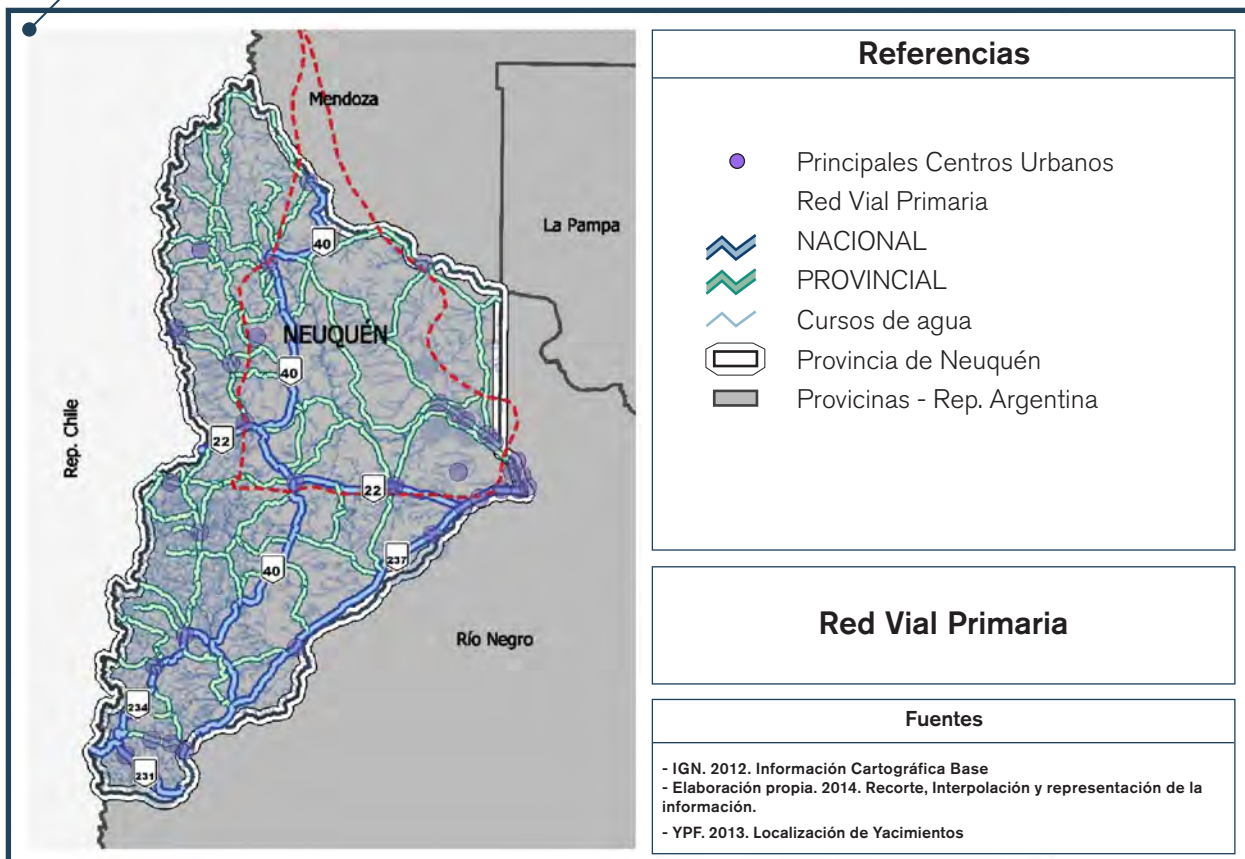 Mendoza
La Pampa
40
NEUQUÉN
40
Rep. Chile
22
22
237
40
Río Negro
234
231
Referencias
Principales Centros Urbanos
Red Vial Primaria
NACIONAL
PROVINCIAL
Cursos de agua
Provincia de Neuquén
Provicinas - Rep. Argentina
Red Vial Primaria
Fuentes
- IGN. 2012. Información Cartográfica Base
- Elaboración propia. 2014. Recorte, Interpolación y representación de la
información.
- YPF. 2013. Localización de Yacimientos